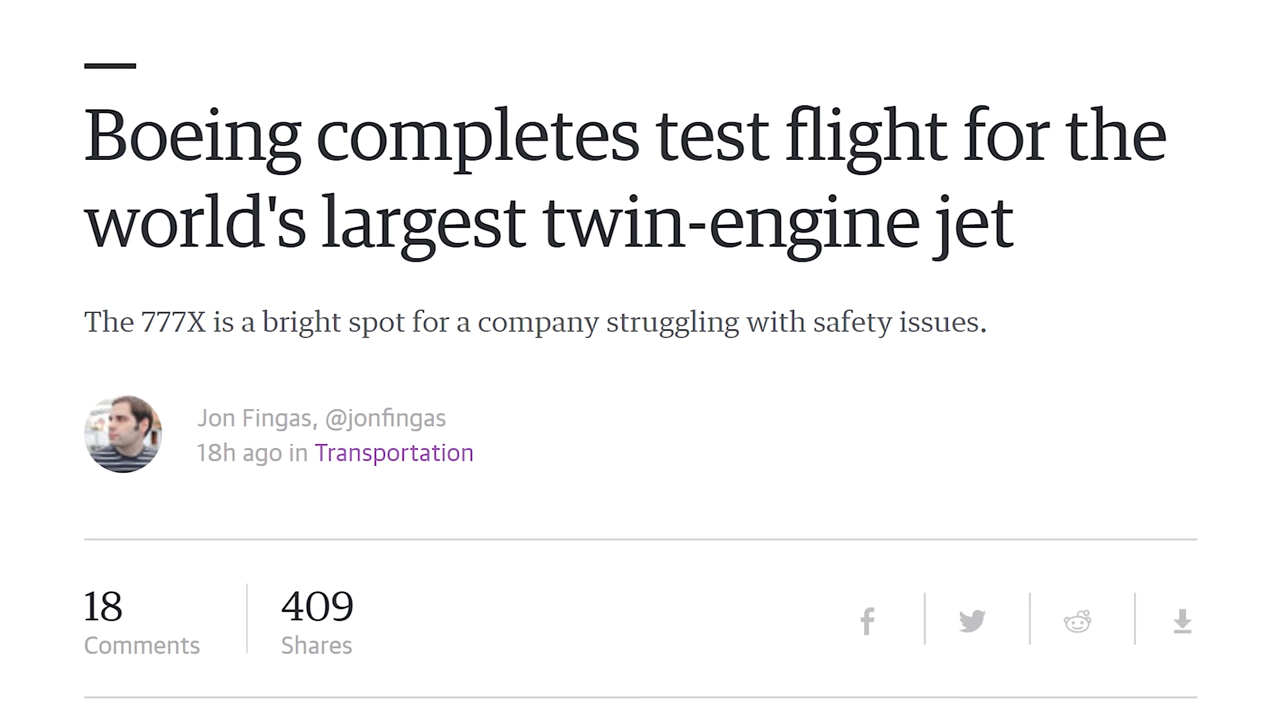 Boeing completes test flight for the
world's largest twin-engine jet
The 777X is a bright spot for a company struggling with safety issues.
Jon Fingas, @jonfingas
18h ago in Transportation
18
Comments
409
Shares